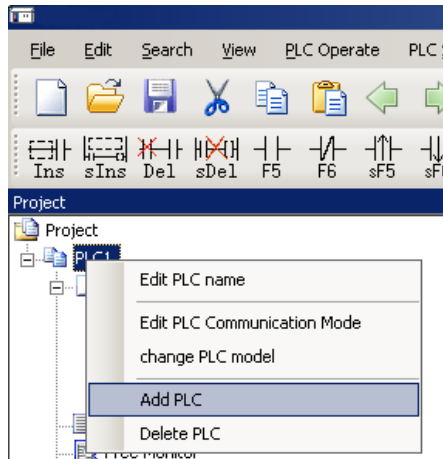 File Edit Search View PLC Operate PLC
Ins sIns Del sDel F5 F6 sF5
Project
Project
PLC1
Edit PLC name
Edit PLC Communication Mode
change PLC model
Add PLC
Delete PLC
Free Monitor